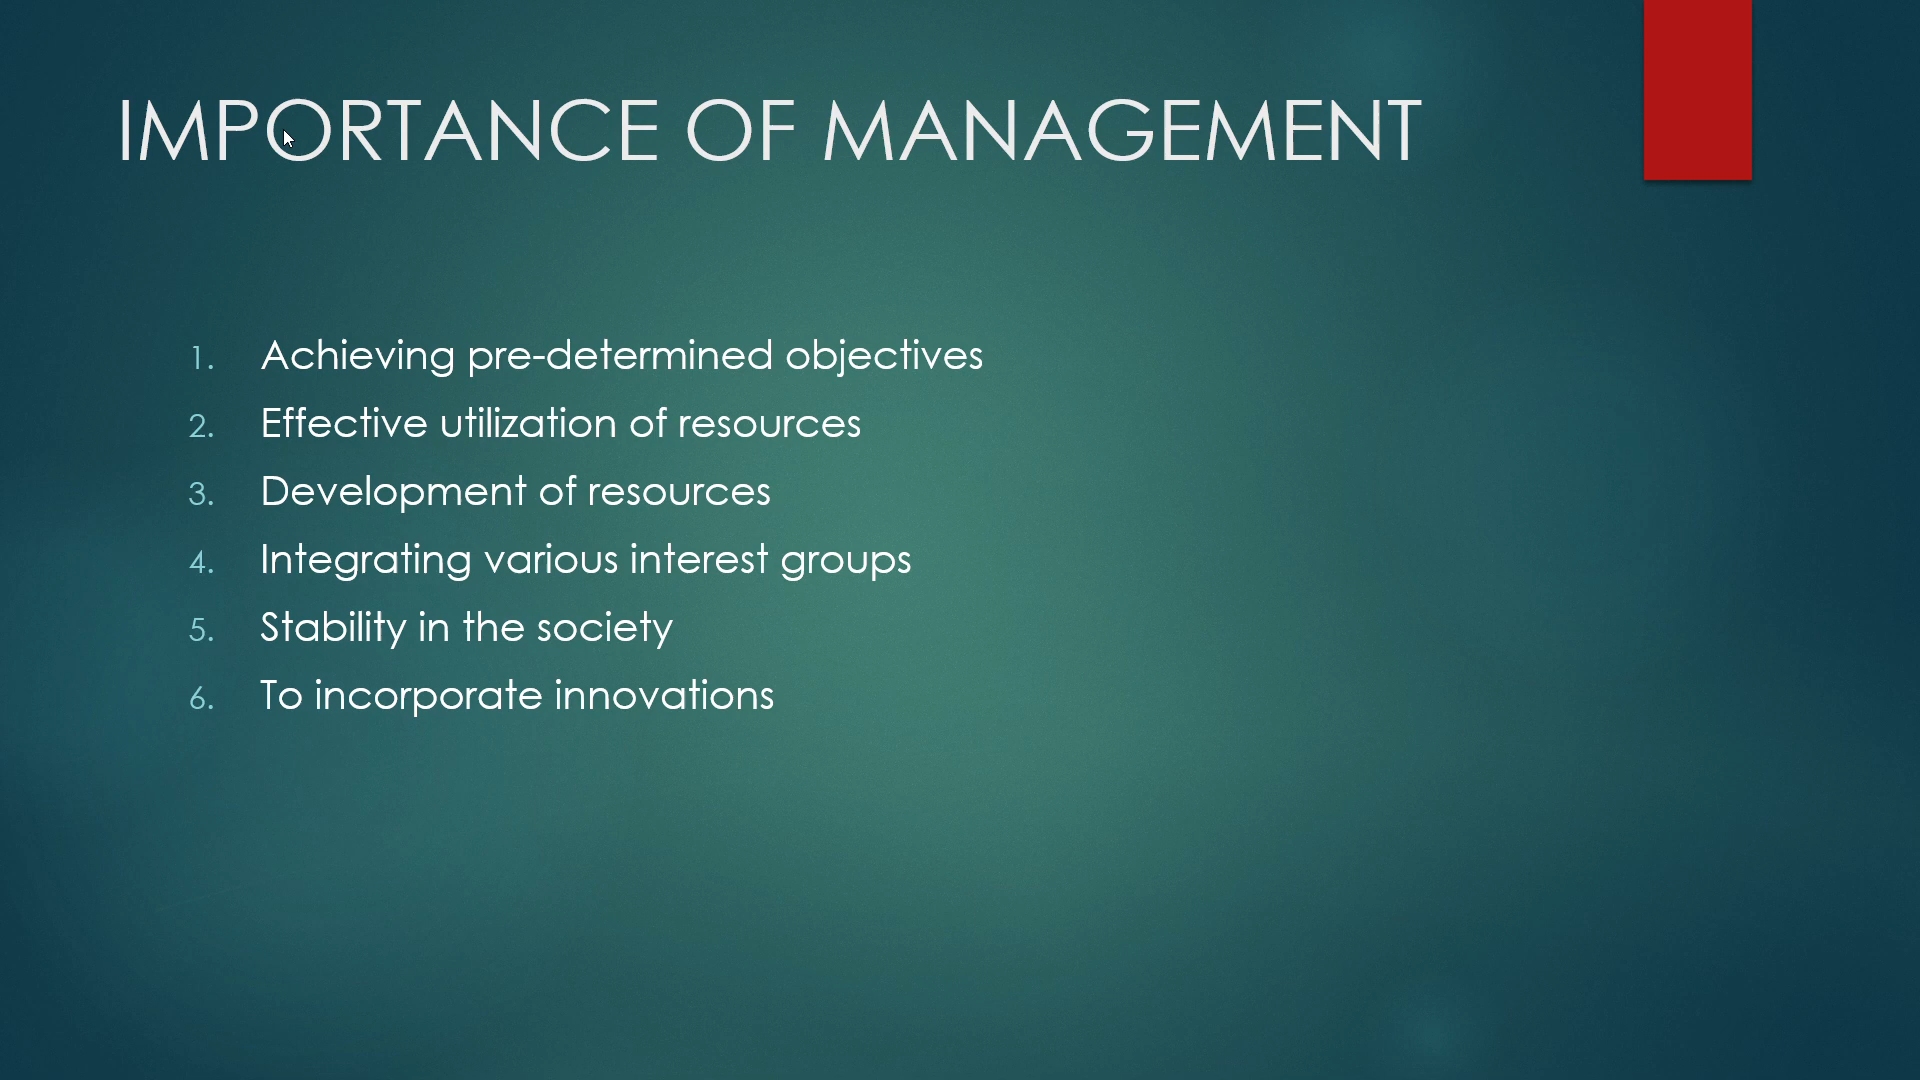 IMPORTANCE OF MANAGEMENT
1. Achieving pre-determined objectives
2. Effective utilization of resources
3. Development of resources
4. Integrating various interest groups
5. Stability in the society
6. To incorporate innovations